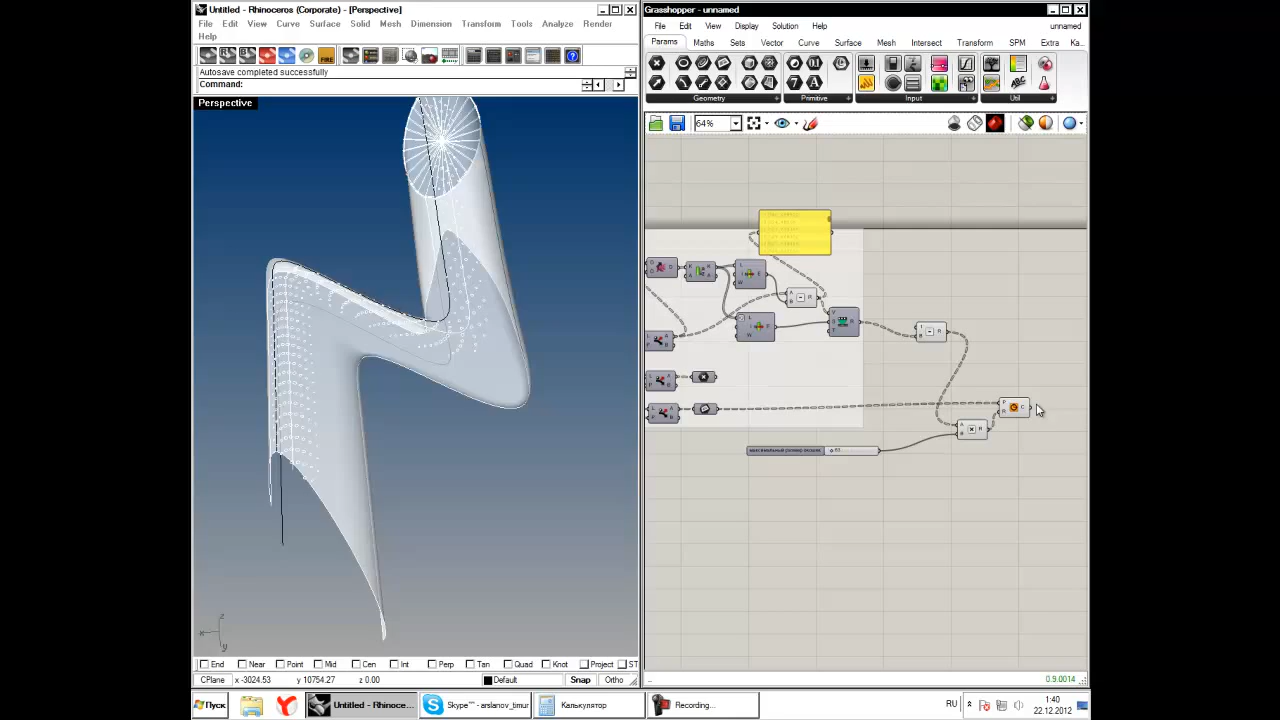 Untitled - Rhinoceros (Corporate) - [Perspective]
File Edit View Curve Surface Solid Mesh Dimension Transform Tools Analyze Render
Help
FIRE
Autosave completed successfully
Command:
Perspective
x
z
y
End Near Point Mid Cen Int Perp Tan Quad Knot Project ST
CPlane x -3024.53 y 10754.27 z 0.00 Default Snap Ortho
Grasshopper - unnamed
File Edit View Display Solution Help unnamed
Params Maths Sets Vector Curve Surface Mesh Intersect Transform SPM Extra Ka...
Geometry Primitive Input Util
64%
0.9.0014
Пуск Untitled - Rhinoce... Skype™ - arslanov_timur Калькулятор Recording... RU 1:40
22.12.2012